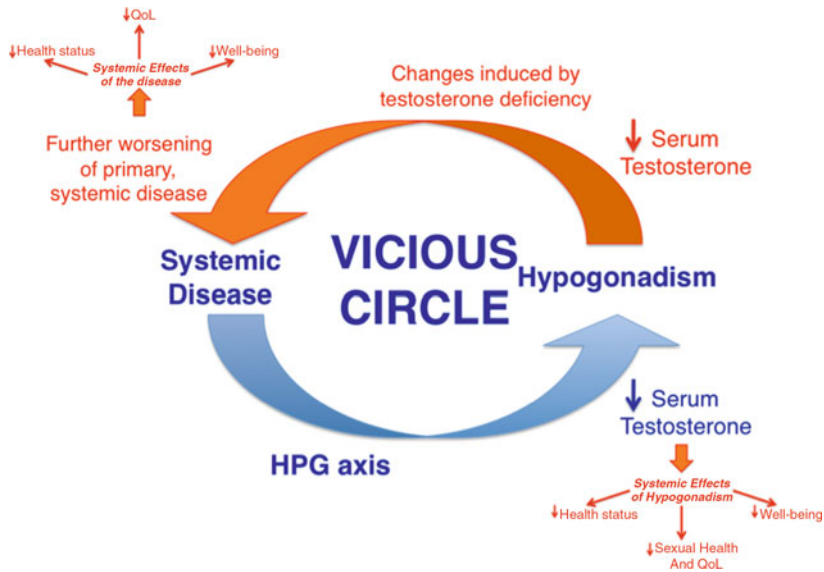 ↓QoL
↓Health status
↓Well-being
Systemic Effects
of the disease
Further worsening
of primary,
systemic disease
Changes induced by
testosterone deficiency
↓ Serum
Testosterone
Systemic
Disease
VICIOUS
CIRCLE
Hypogonadism
HPG axis
↓ Serum
Testosterone
Systemic Effects
of Hypogonadism
↓Health status
↓Well-being
↓Sexual Health
And QoL